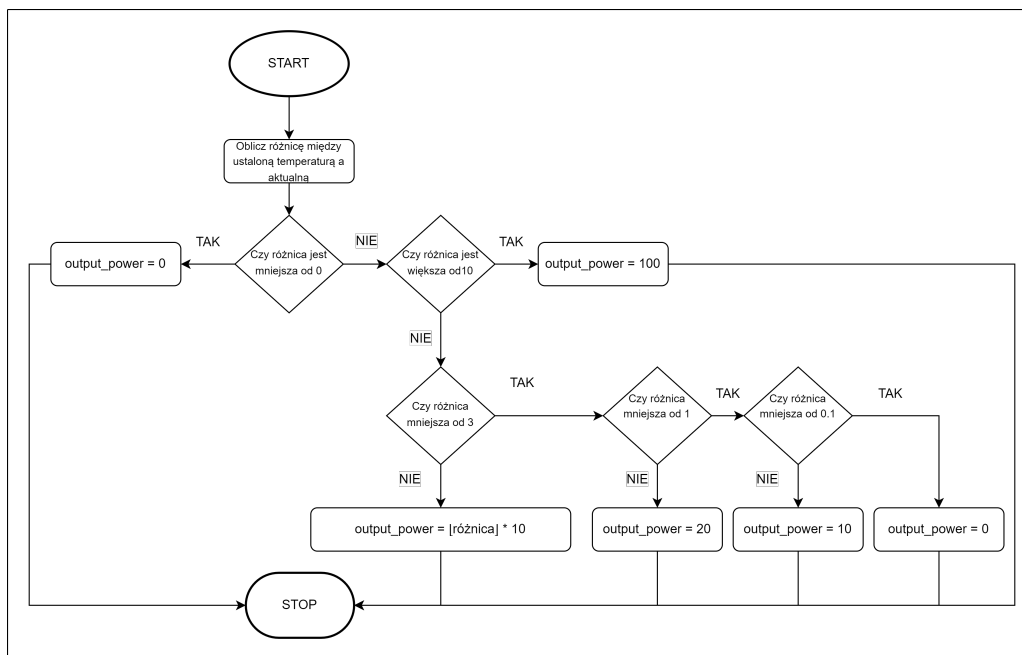 START
Oblicz różnicę między
ustaloną temperaturą a
aktualną
TAK
NIE
TAK
output_power = 0
Czy różnica jest
mniejsza od 0
Czy różnica jest
większa od10
output_power = 100
NIE
TAK
TAK
TAK
Czy różnica
mniejsza od 3
Czy różnica
mniejsza od 1
Czy różnica
mniejsza od 0.1
NIE
NIE
NIE
output_power = ⌊różnica⌋ * 10
output_power = 20
output_power = 10
output_power = 0
STOP